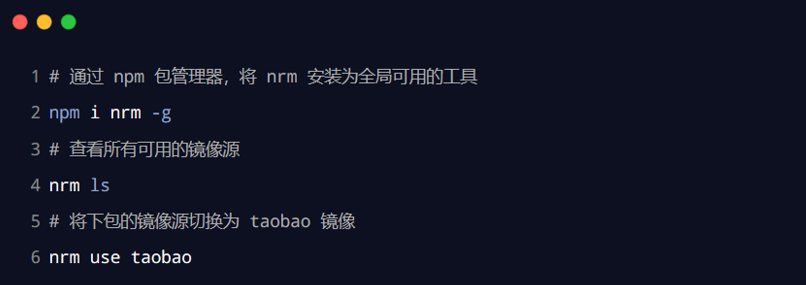 1 # 通过 npm 包管理器，将 nrm 安装为全局可用的工具
2 npm i nrm -g
3 # 查看所有可用的镜像源
4 nrm ls
5 # 将下包的镜像源切换为 taobao 镜像
6 nrm use taobao